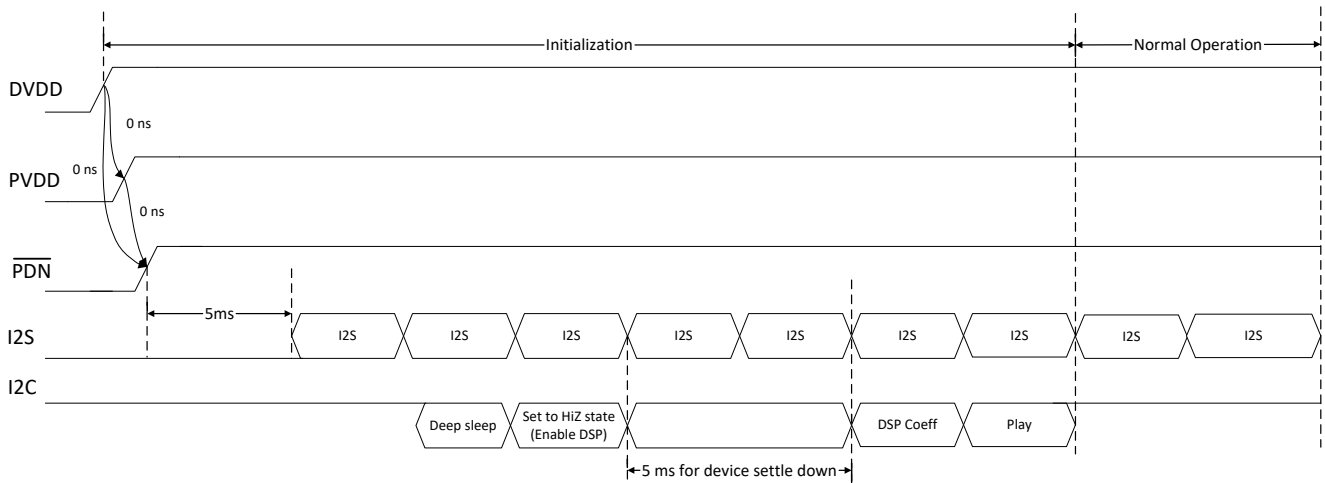 Initialization
Normal Operation
DVDD
0 ns
0 ns
PVDD
0 ns
PDN
5ms
I2S
I2S
I2S
I2S
I2S
I2S
I2S
I2S
I2S
I2S
I2C
Deep sleep
Set to HiZ state
(Enable DSP)
DSP Coeff
Play
5 ms for device settle down